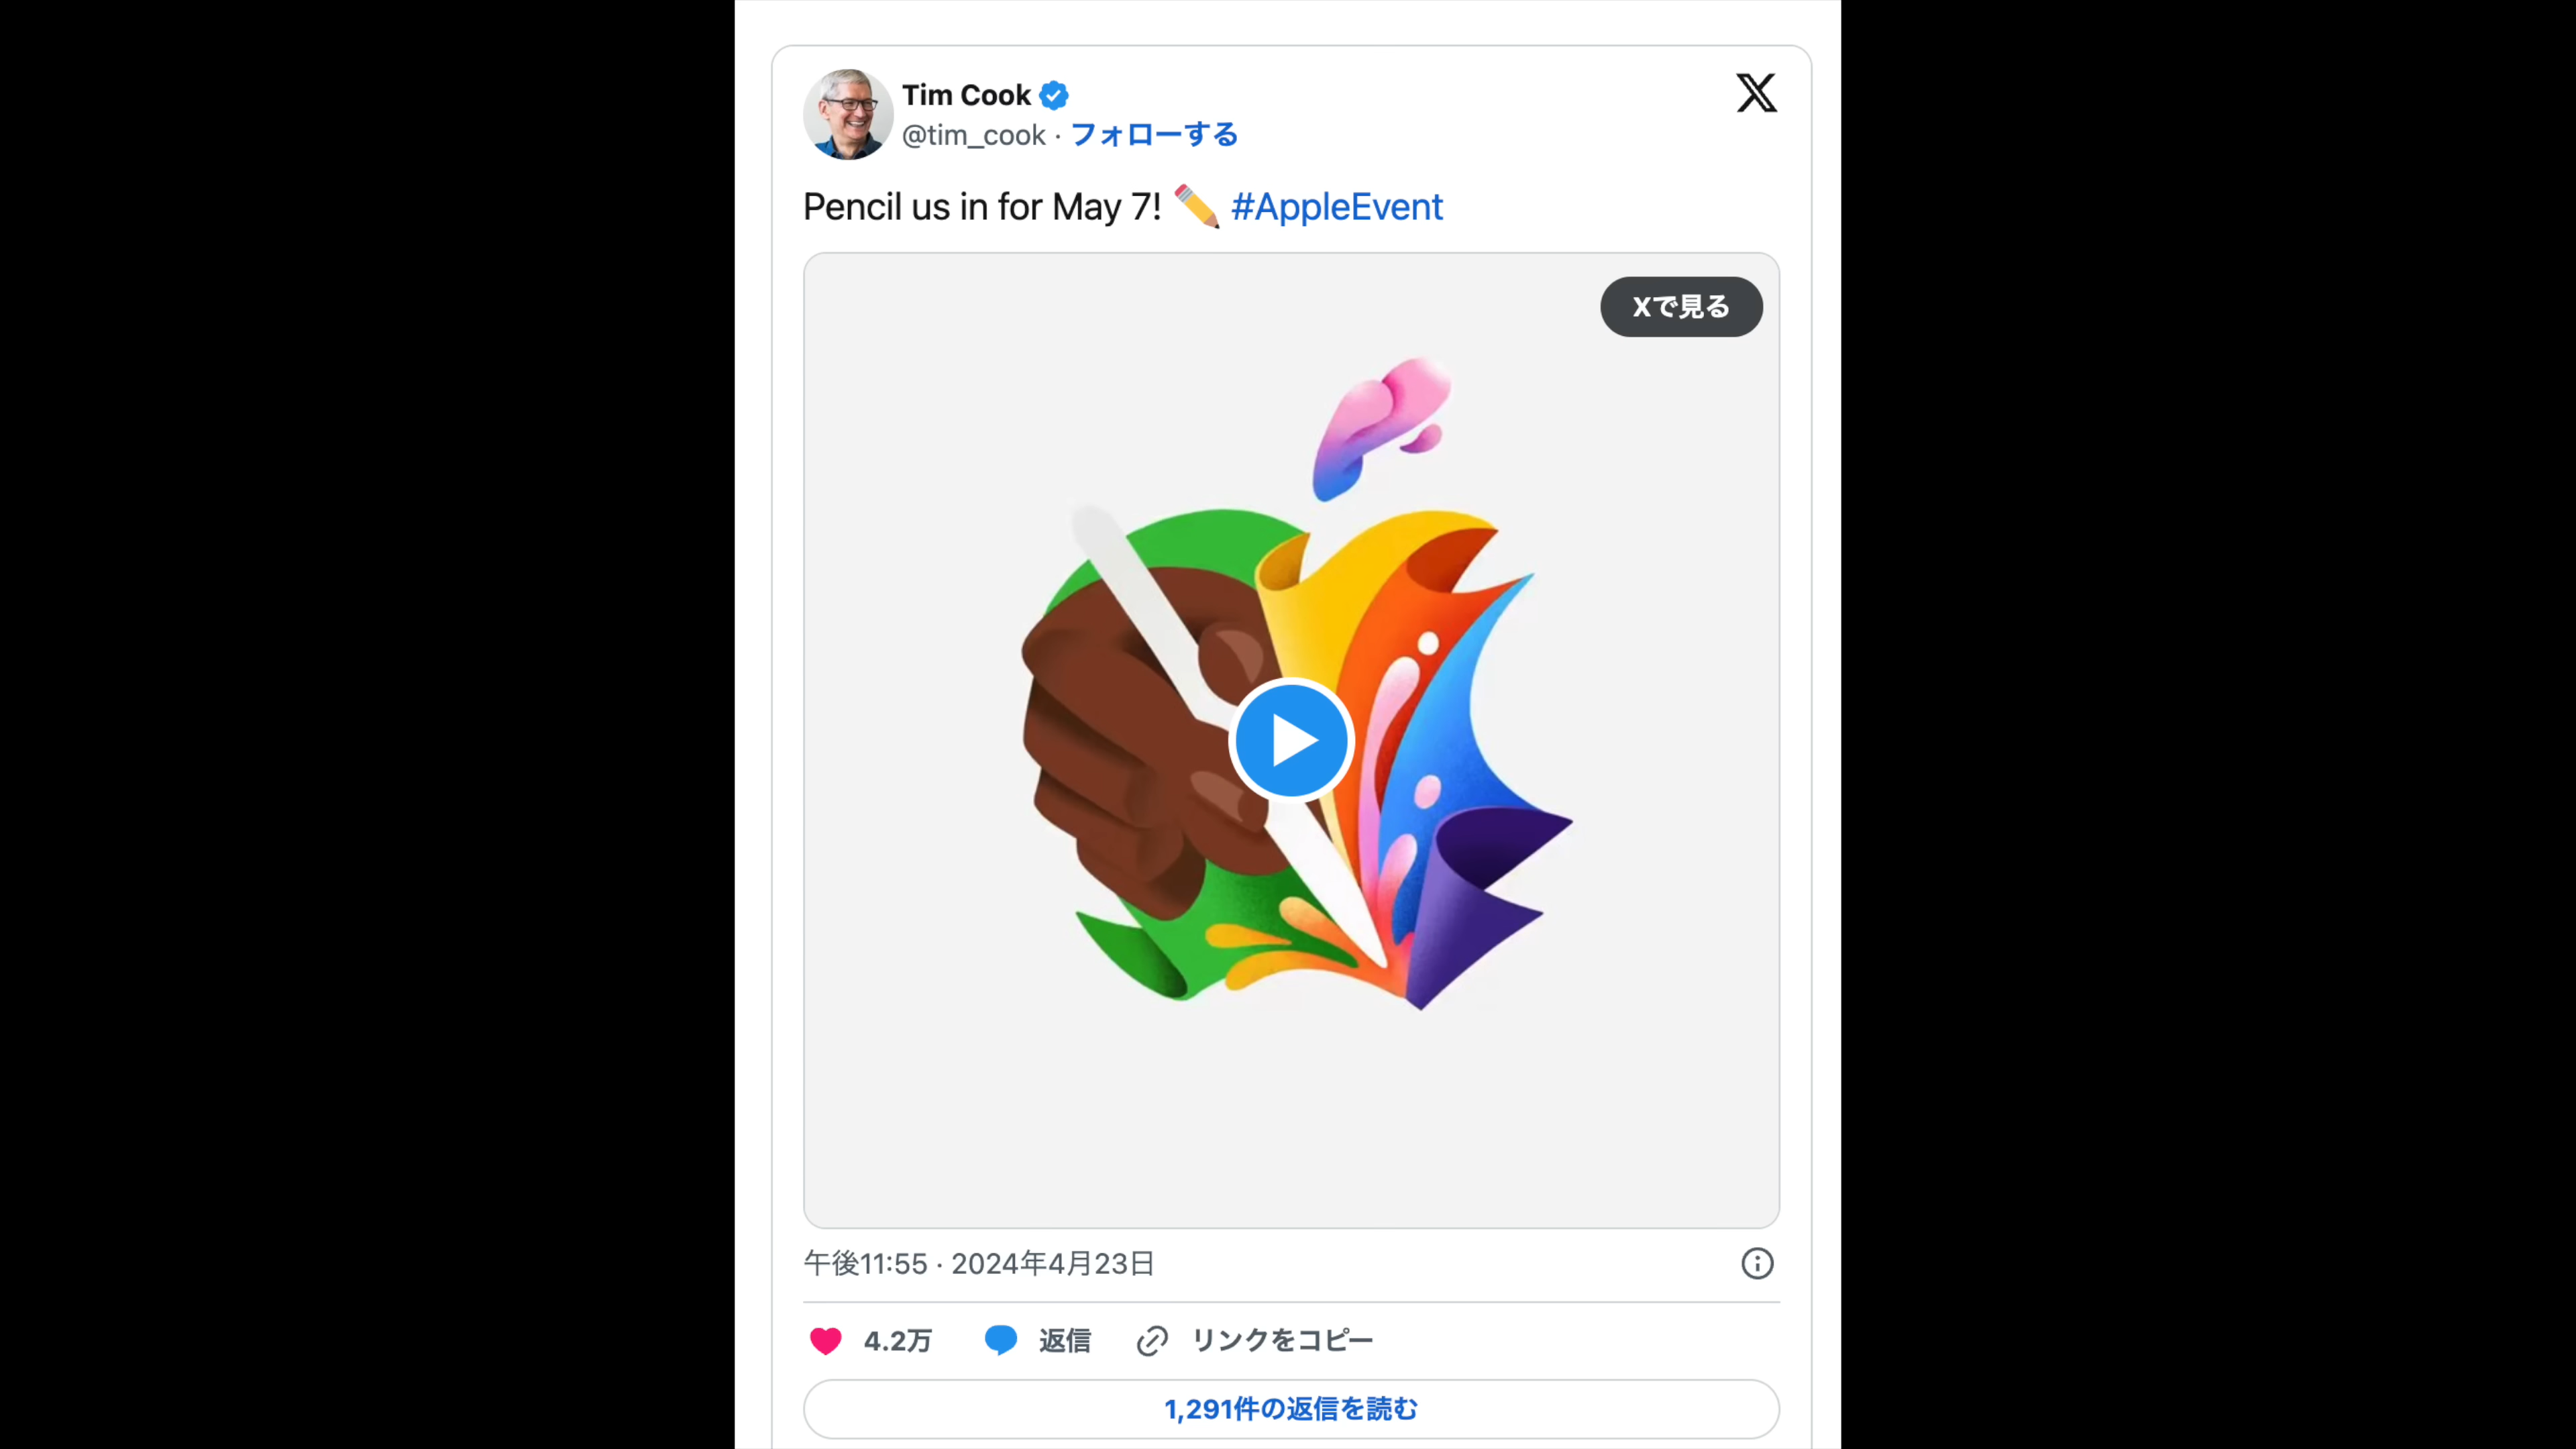 Tim Cook
@tim_cook · フォローする
Pencil us in for May 7! ✏️ #AppleEvent
Xで見る
午後11:55 · 2024年4月23日
4.2万 返信 リンクをコピー
1,291件の返信を読む